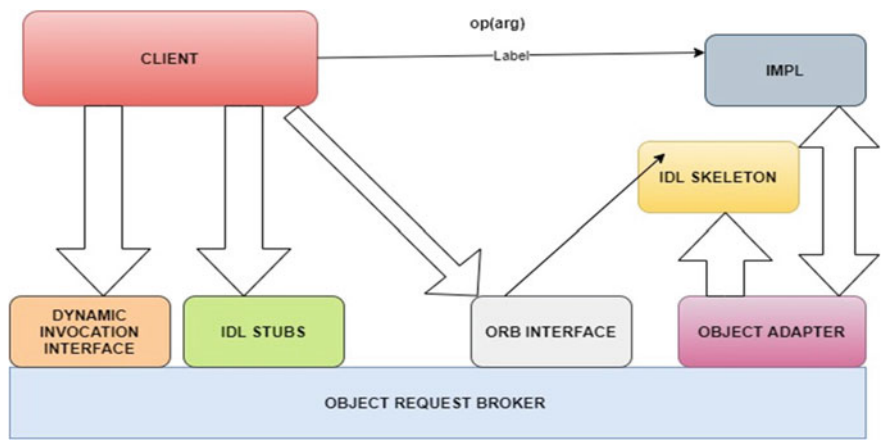 op(arg)
CLIENT
Label
IMPL
IDL SKELETON
DYNAMIC
INVOCATION
INTERFACE
IDL STUBS
ORB INTERFACE
OBJECT ADAPTER
OBJECT REQUEST BROKER